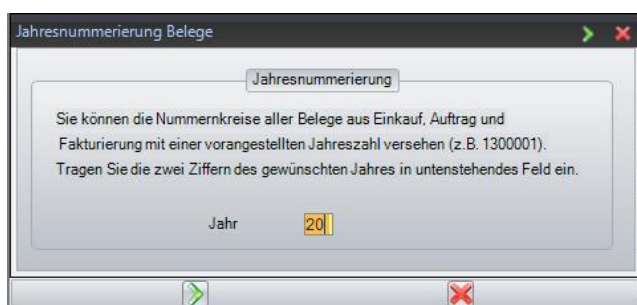 Jahresnummerierung Belege
Jahresnummerierung
Sie können die Nummernkreise aller Belege aus Einkauf, Auftrag und
Fakturierung mit einer vorangestellten Jahreszahl versehen (z.B. 1300001).
Tragen Sie die zwei Ziffern des gewünschten Jahres in untenstehendes Feld ein.
Jahr 20